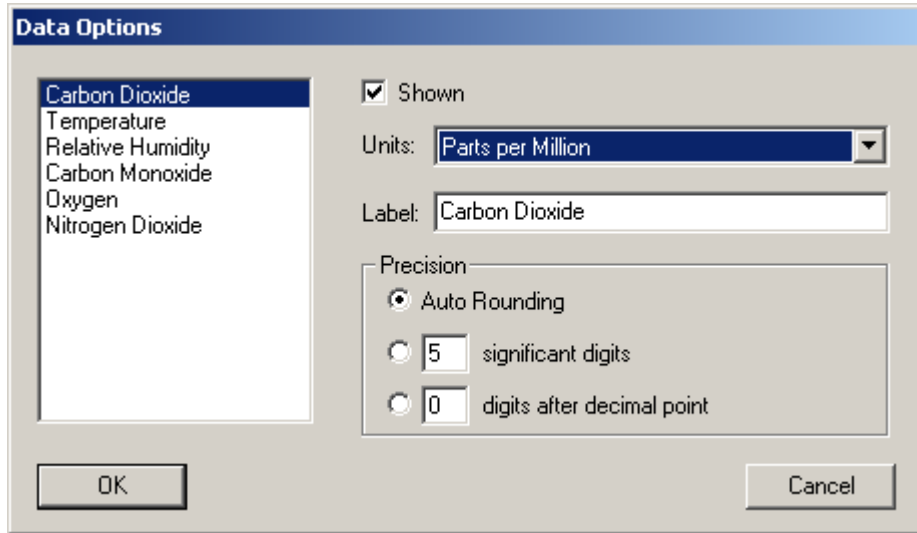 Data Options
Carbon Dioxide
Temperature
Relative Humidity
Carbon Monoxide
Oxygen
Nitrogen Dioxide
Shown
Units: Parts per Million
Label: Carbon Dioxide
Precision
Auto Rounding
5 significant digits
0 digits after decimal point
OK
Cancel